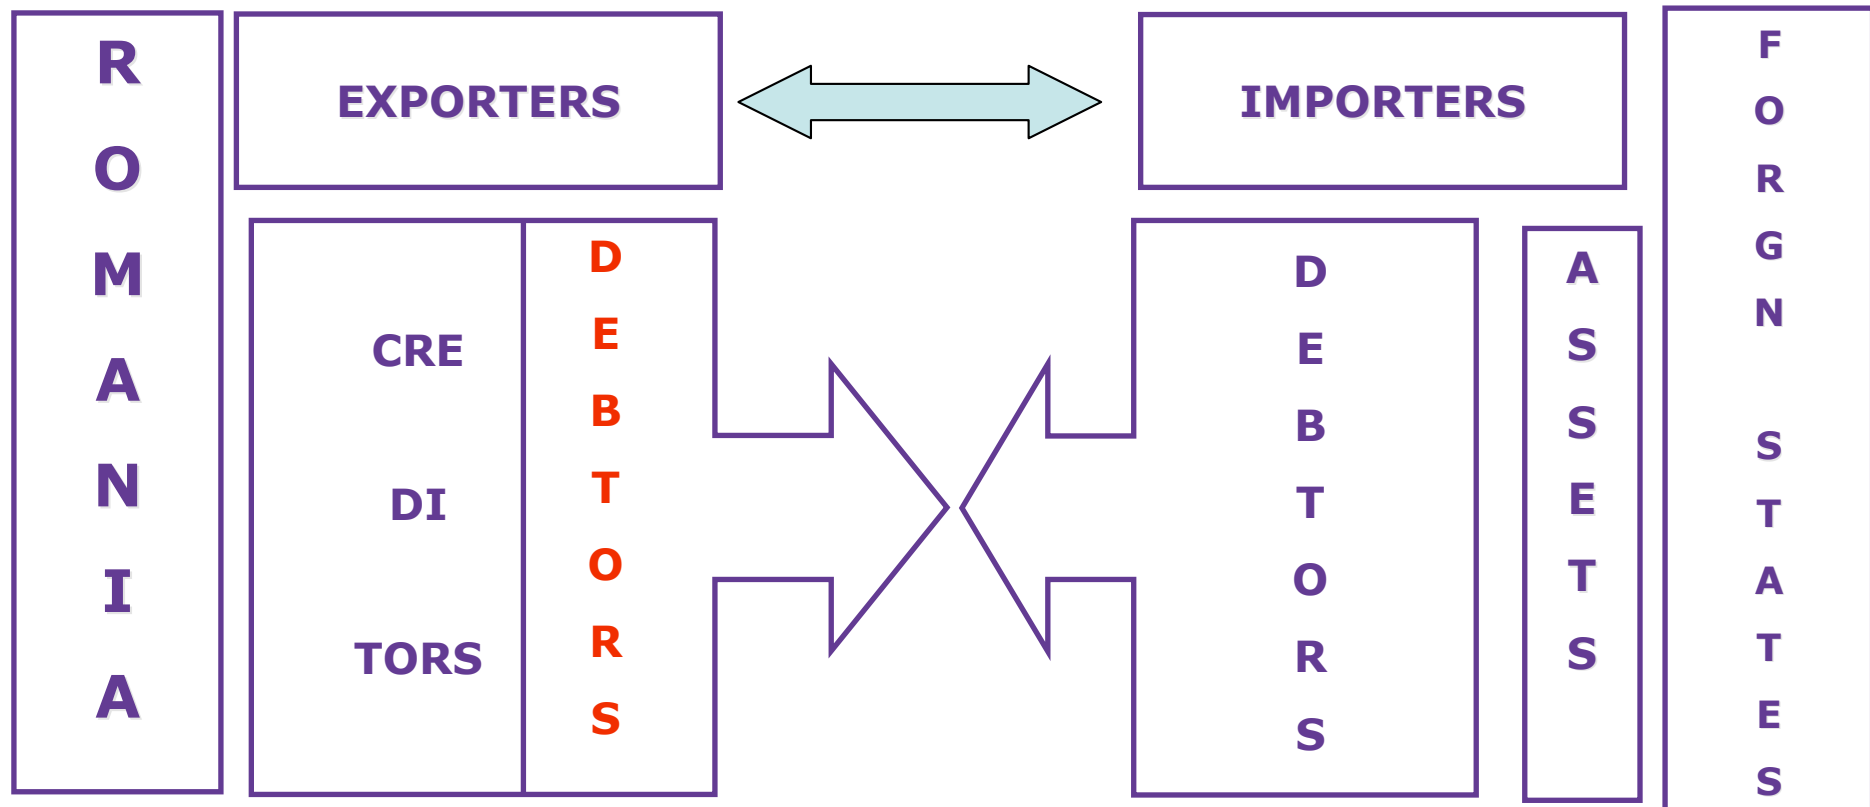 ROMANIA
EXPORTERS
IMPORTERS
CRE
DI
TORS
DEBTORS
DEBTORS
ASSETS
FORGN STATES